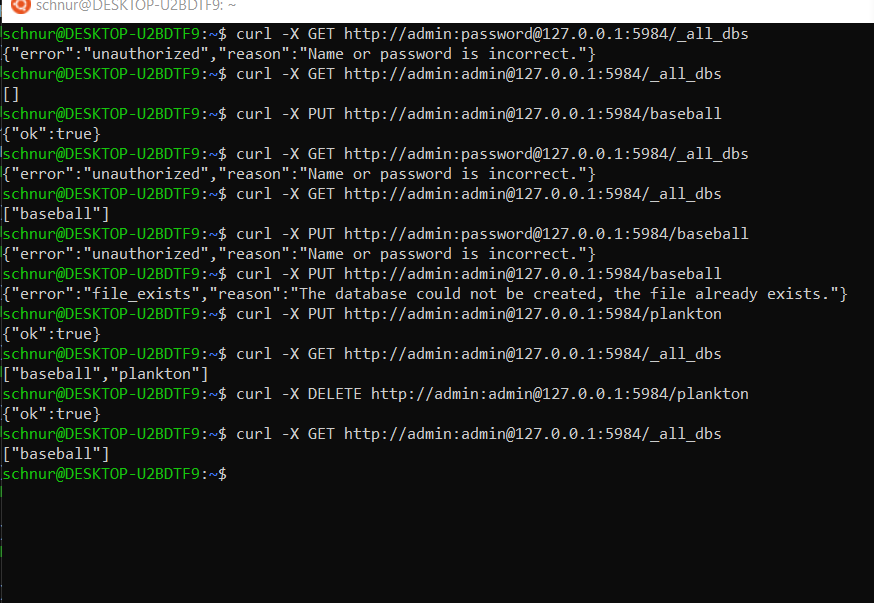 schnur@DESKTOP-U2BDTF9: ~
schnur@DESKTOP-U2BDTF9:~$ curl -X GET http://admin:password@127.0.0.1:5984/_all_dbs
{"error":"unauthorized","reason":"Name or password is incorrect."}
schnur@DESKTOP-U2BDTF9:~$ curl -X GET http://admin:admin@127.0.0.1:5984/_all_dbs
[]
schnur@DESKTOP-U2BDTF9:~$ curl -X PUT http://admin:admin@127.0.0.1:5984/baseball
{"ok":true}
schnur@DESKTOP-U2BDTF9:~$ curl -X GET http://admin:password@127.0.0.1:5984/_all_dbs
{"error":"unauthorized","reason":"Name or password is incorrect."}
schnur@DESKTOP-U2BDTF9:~$ curl -X GET http://admin:admin@127.0.0.1:5984/_all_dbs
["baseball"]
schnur@DESKTOP-U2BDTF9:~$ curl -X PUT http://admin:password@127.0.0.1:5984/baseball
{"error":"unauthorized","reason":"Name or password is incorrect."}
schnur@DESKTOP-U2BDTF9:~$ curl -X PUT http://admin:admin@127.0.0.1:5984/baseball
{"error":"file_exists","reason":"The database could not be created, the file already exists."}
schnur@DESKTOP-U2BDTF9:~$ curl -X PUT http://admin:admin@127.0.0.1:5984/plankton
{"ok":true}
schnur@DESKTOP-U2BDTF9:~$ curl -X GET http://admin:admin@127.0.0.1:5984/_all_dbs
["baseball","plankton"]
schnur@DESKTOP-U2BDTF9:~$ curl -X DELETE http://admin:admin@127.0.0.1:5984/plankton
{"ok":true}
schnur@DESKTOP-U2BDTF9:~$ curl -X GET http://admin:admin@127.0.0.1:5984/_all_dbs
["baseball"]
schnur@DESKTOP-U2BDTF9:~$